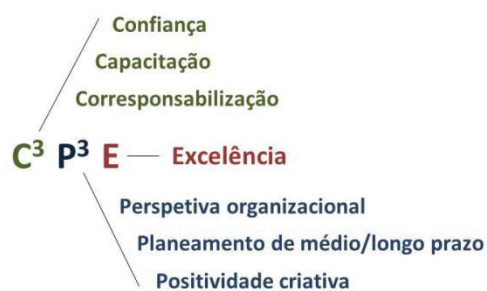 Confiança
Capacitação
Corresponsabilização
C³ P³ E — Excelência
Perspetiva organizacional
Planeamento de médio/longo prazo
Positividade criativa